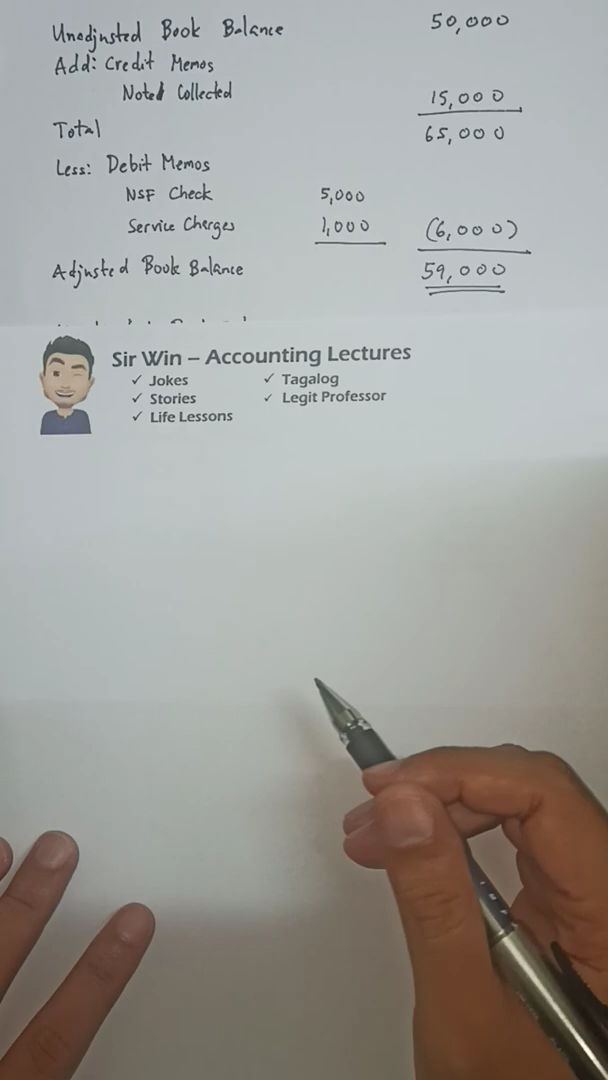 Unadjusted Book Balance 50,000
Add: Credit Memos
Note Collected 15,000
Total 65,000
Less: Debit Memos
NSF Check 5,000
Service Charges 1,000 (6,000)
Adjusted Book Balance 59,000
Sir Win – Accounting Lectures
✓ Jokes ✓ Tagalog
✓ Stories ✓ Legit Professor
✓ Life Lessons